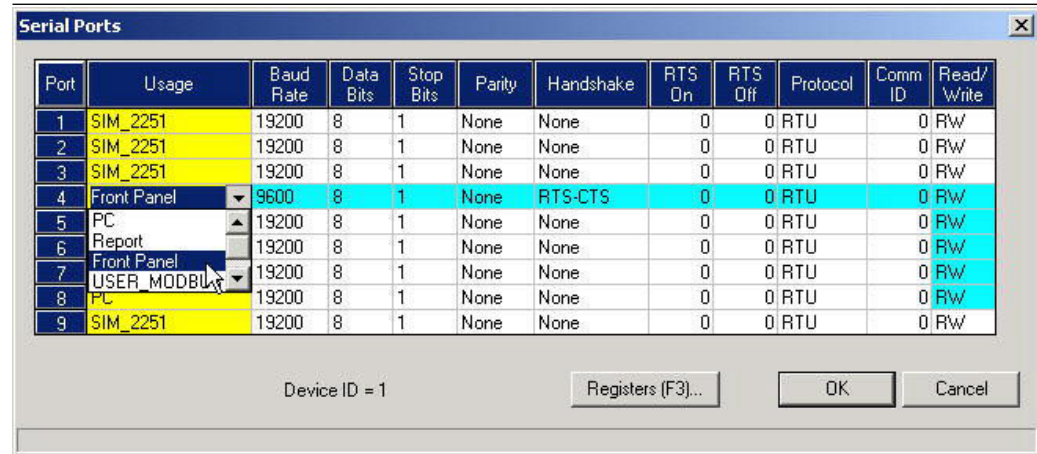 Serial Ports
Port Usage Baud Rate Data Bits Stop Bits Parity Handshake RTS On RTS Off Protocol Comm ID Read/ Write
1 SIM_2251 19200 8 1 None None 0 0 RTU 0 RW
2 SIM_2251 19200 8 1 None None 0 0 RTU 0 RW
3 SIM_2251 19200 8 1 None None 0 0 RTU 0 RW
4 Front Panel 9600 8 1 None RTS-CTS 0 0 RTU 0 RW
5 PC 19200 8 1 None None 0 0 RTU 0 RW
6 Report 19200 8 1 None None 0 0 RTU 0 RW
Front Panel
7 19200 8 1 None None 0 0 RTU 0 RW
USER_MODBU
8 PC 19200 8 1 None None 0 0 RTU 0 RW
9 SIM_2251 19200 8 1 None None 0 0 RTU 0 RW
Device ID = 1 Registers (F3)... OK Cancel